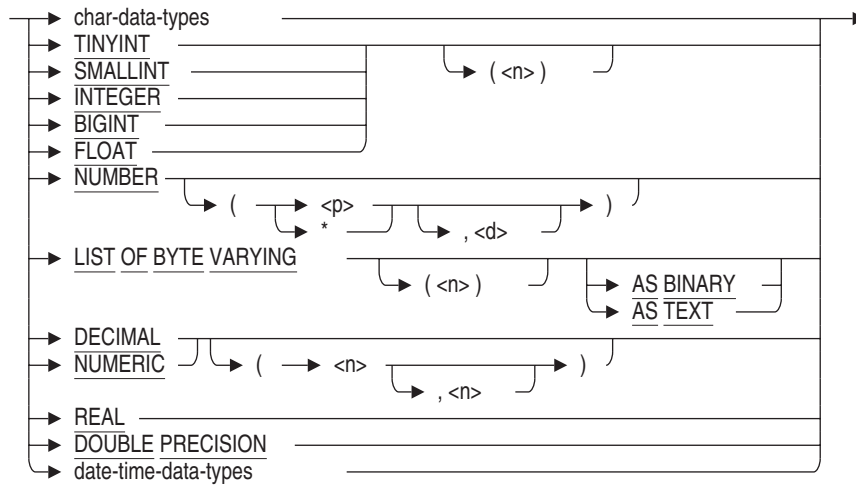 char-data-types
TINYINT
SMALLINT ( <n> )
INTEGER
BIGINT
FLOAT
NUMBER
( <p> )
* , <d>
LIST OF BYTE VARYING
( <n> ) AS BINARY
AS TEXT
DECIMAL
NUMERIC ( <n> )
, <n>
REAL
DOUBLE PRECISION
date-time-data-types